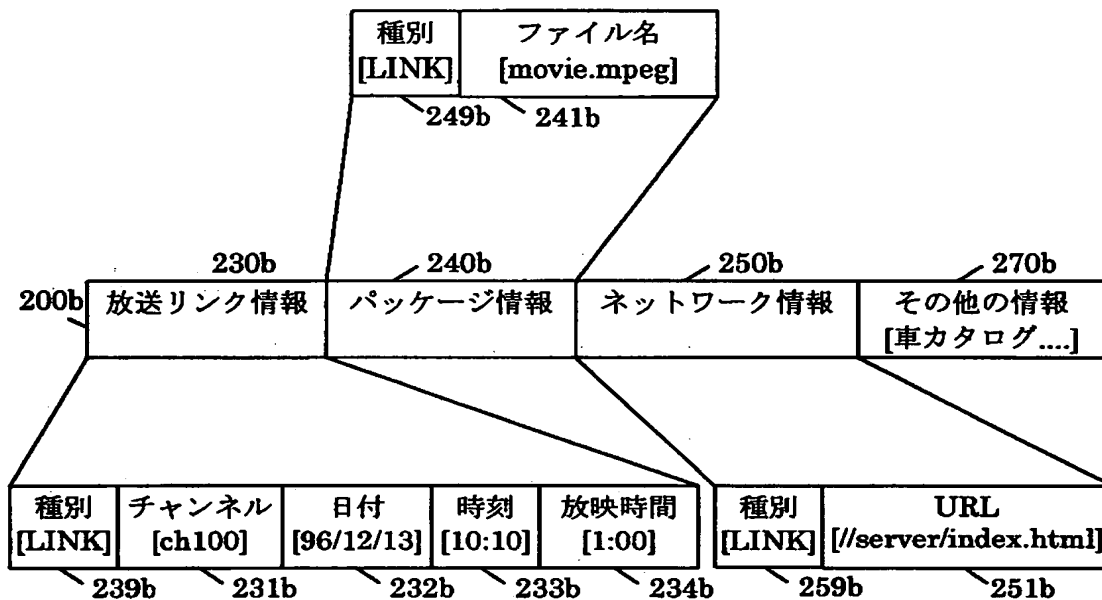 種別 ファイル名
[LINK] [movie.mpeg]
249b 241b
230b 240b 250b 270b
200b 放送リンク情報 パッケージ情報 ネットワーク情報 その他の情報
[車カタログ....]
種別 チャンネル 日付 時刻 放映時間 種別 URL
[LINK] [ch100] [96/12/13] [10:10] [1:00] [LINK] [//server/index.html]
239b 231b 232b 233b 234b 259b 251b